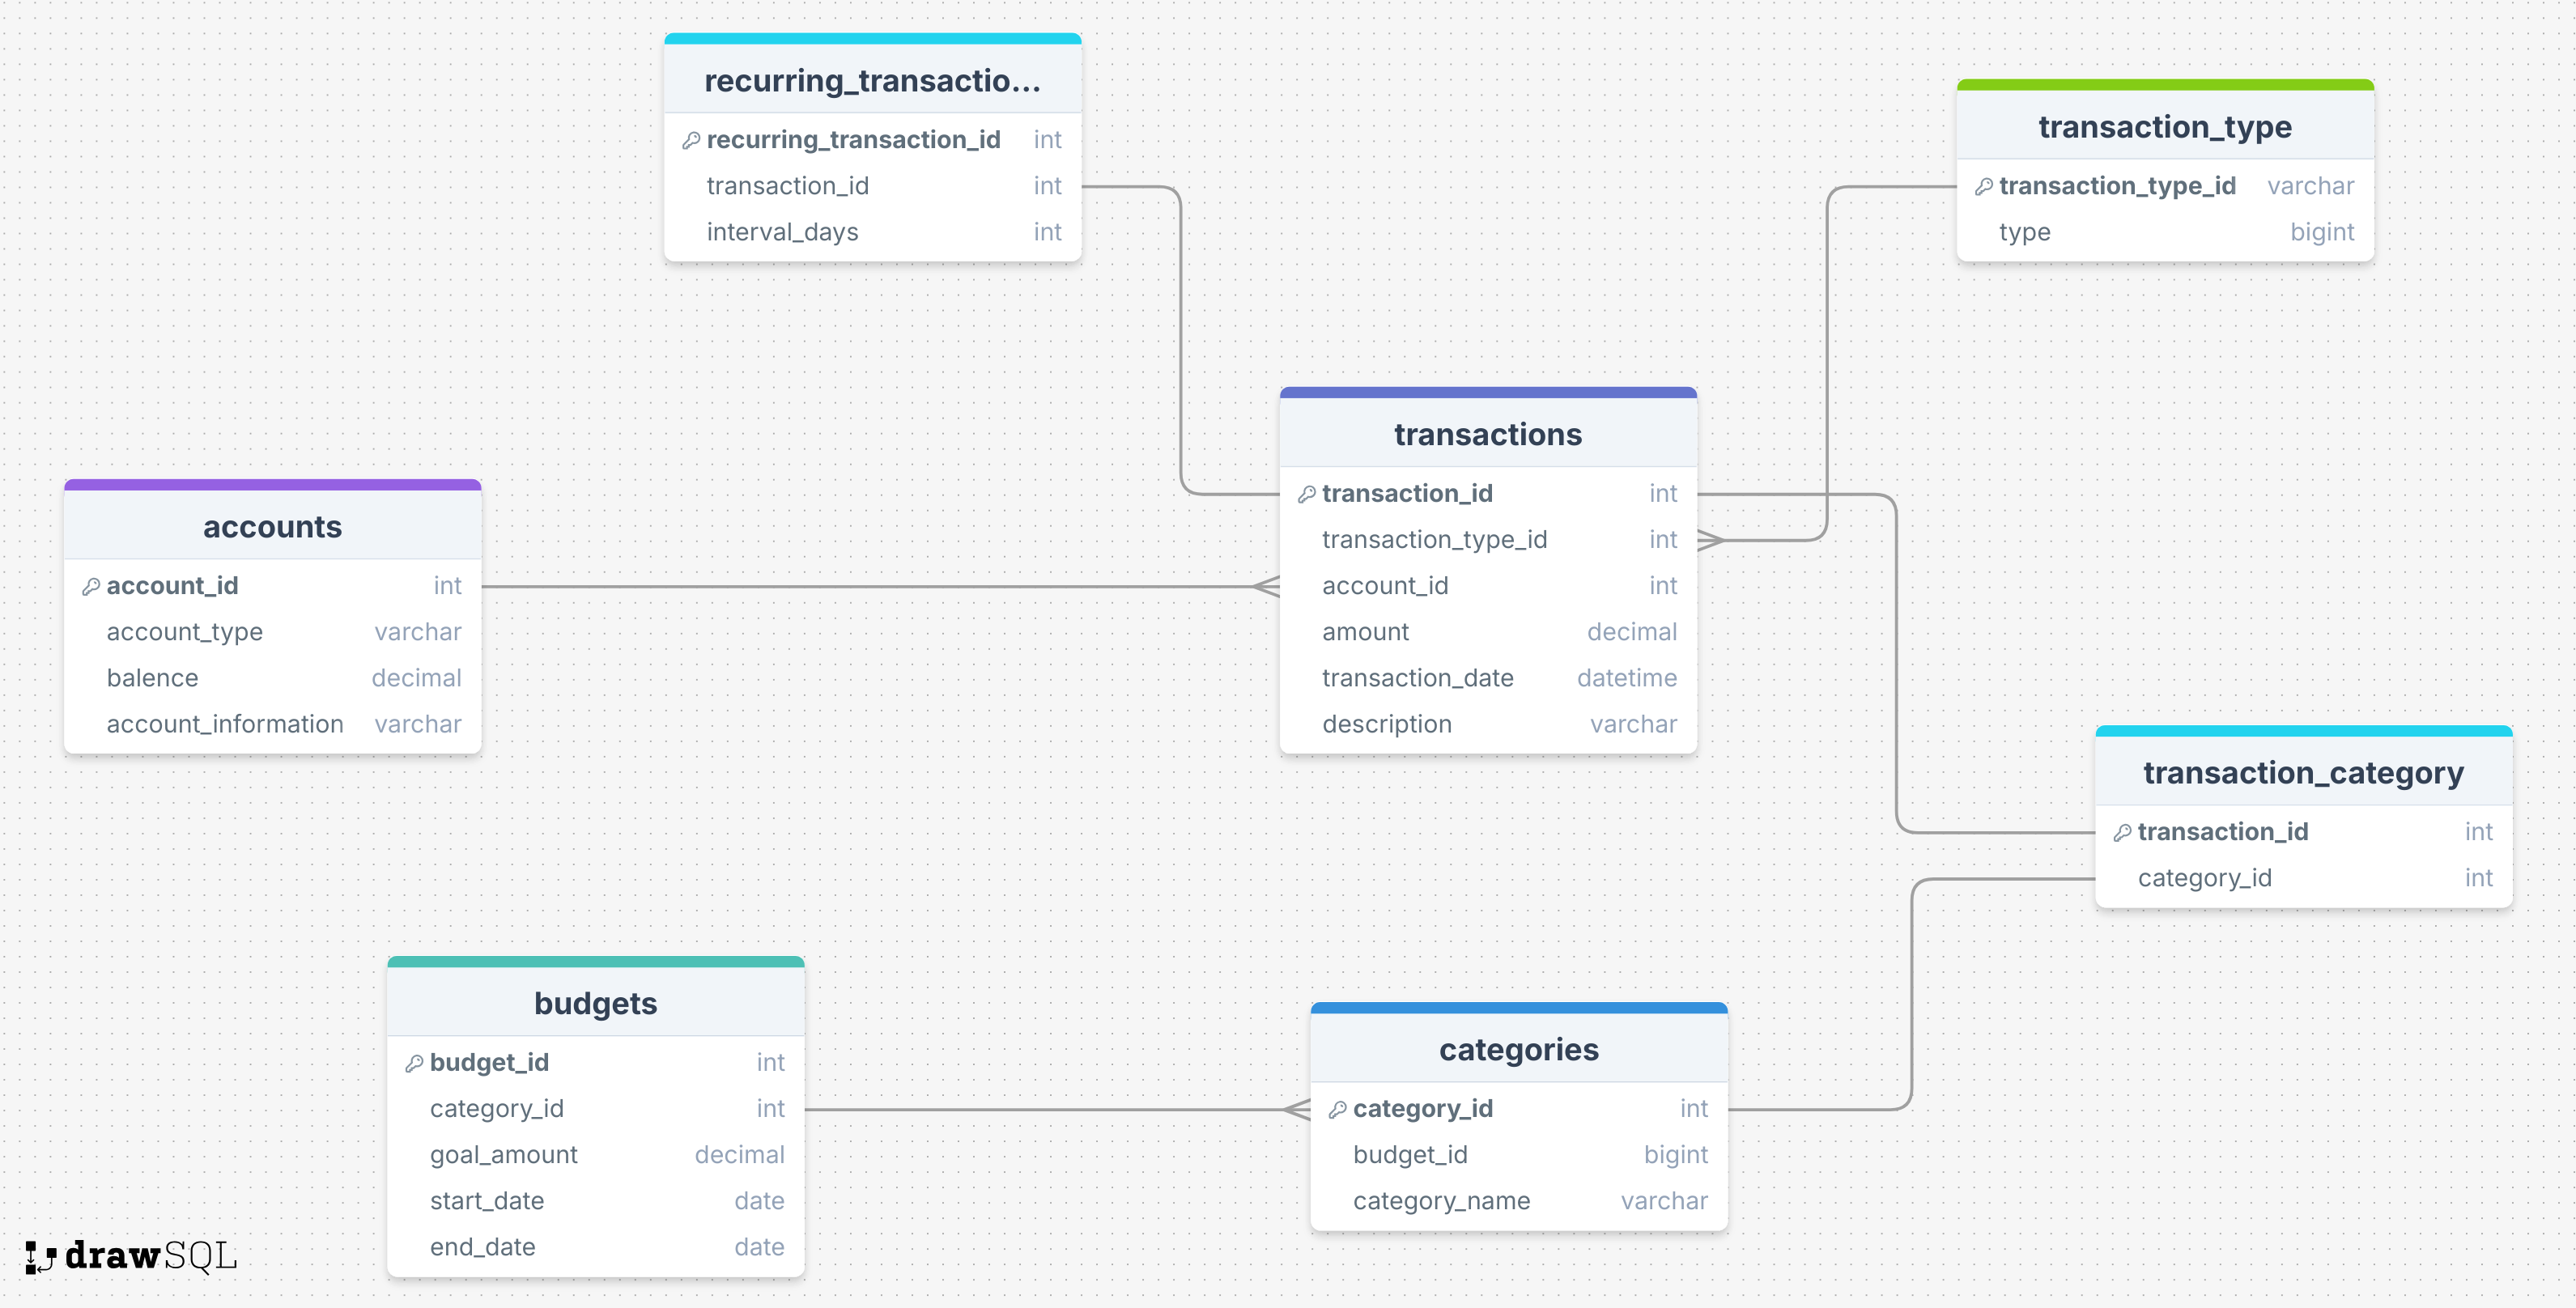 recurring_transactio...
recurring_transaction_id int
transaction_id int
interval_days int
transaction_type
transaction_type_id varchar
type bigint
transactions
transaction_id int
transaction_type_id int
account_id int
amount decimal
transaction_date datetime
description varchar
accounts
account_id int
account_type varchar
balence decimal
account_information varchar
transaction_category
transaction_id int
category_id int
budgets
budget_id int
category_id int
goal_amount decimal
start_date date
end_date date
categories
category_id int
budget_id bigint
category_name varchar
drawSQL